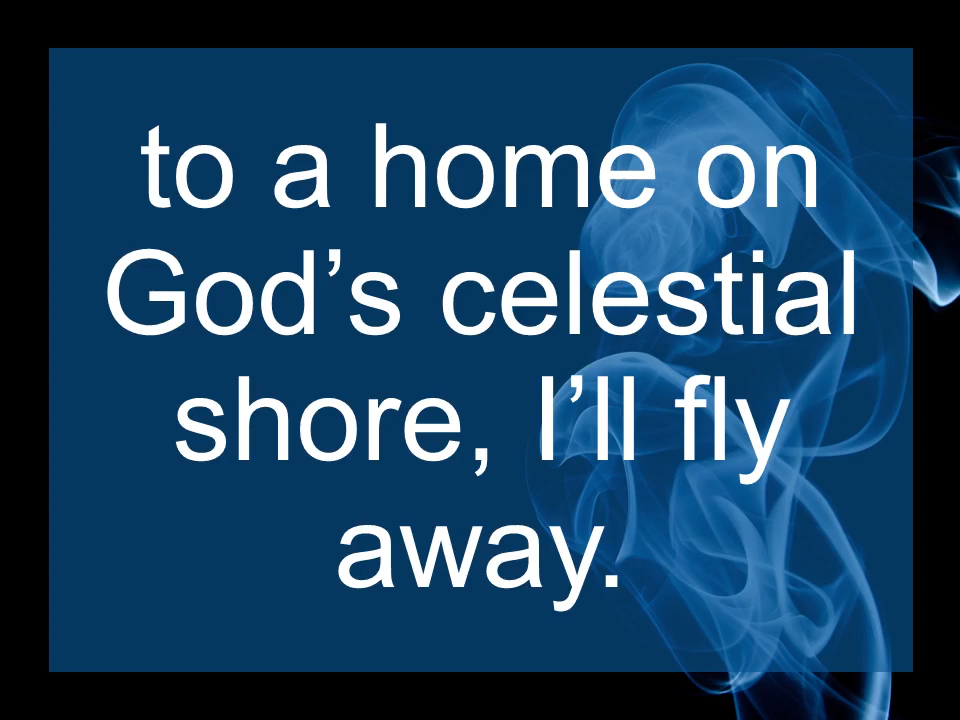 to a home on
God’s celestial
shore, I’ll fly
away.